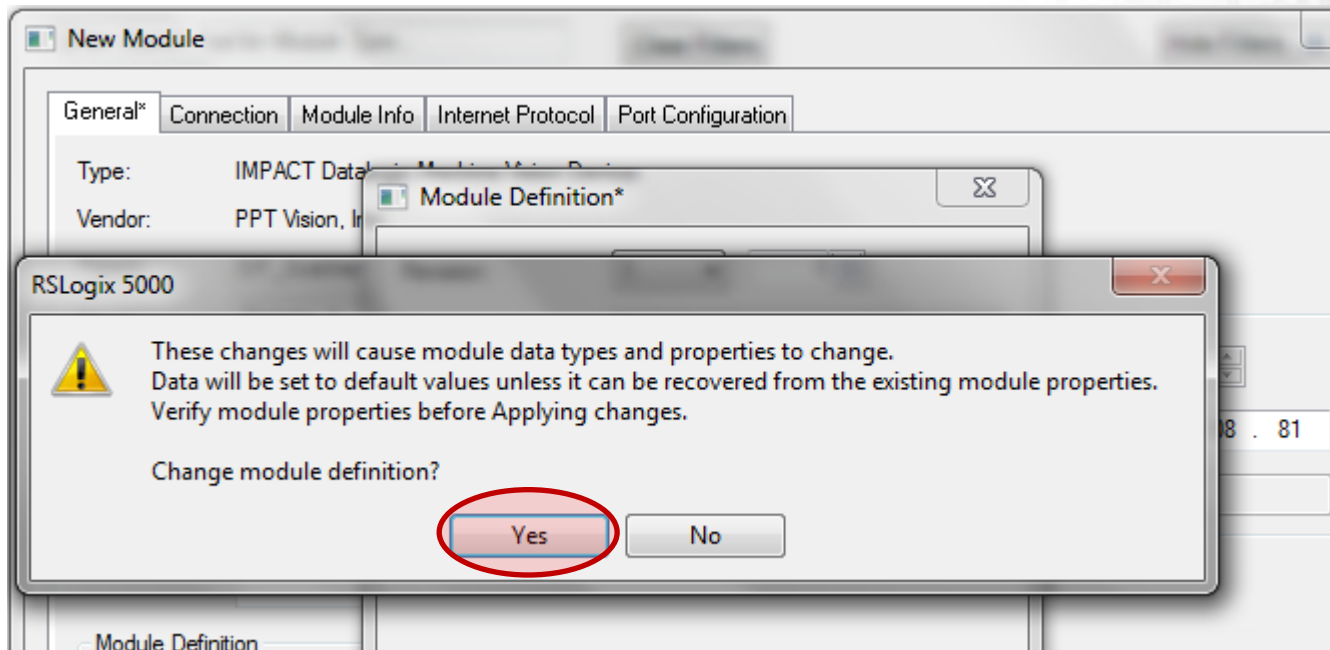 New Module
General* Connection Module Info Internet Protocol Port Configuration
Type: IMPACT
Module Definition*
Vendor: PPT Vision,
RSLogix 5000
These changes will cause module data types and properties to change.
Data will be set to default values unless it can be recovered from the existing module properties.
Verify module properties before Applying changes.
. 81
Change module definition?
Yes No
Module Definition